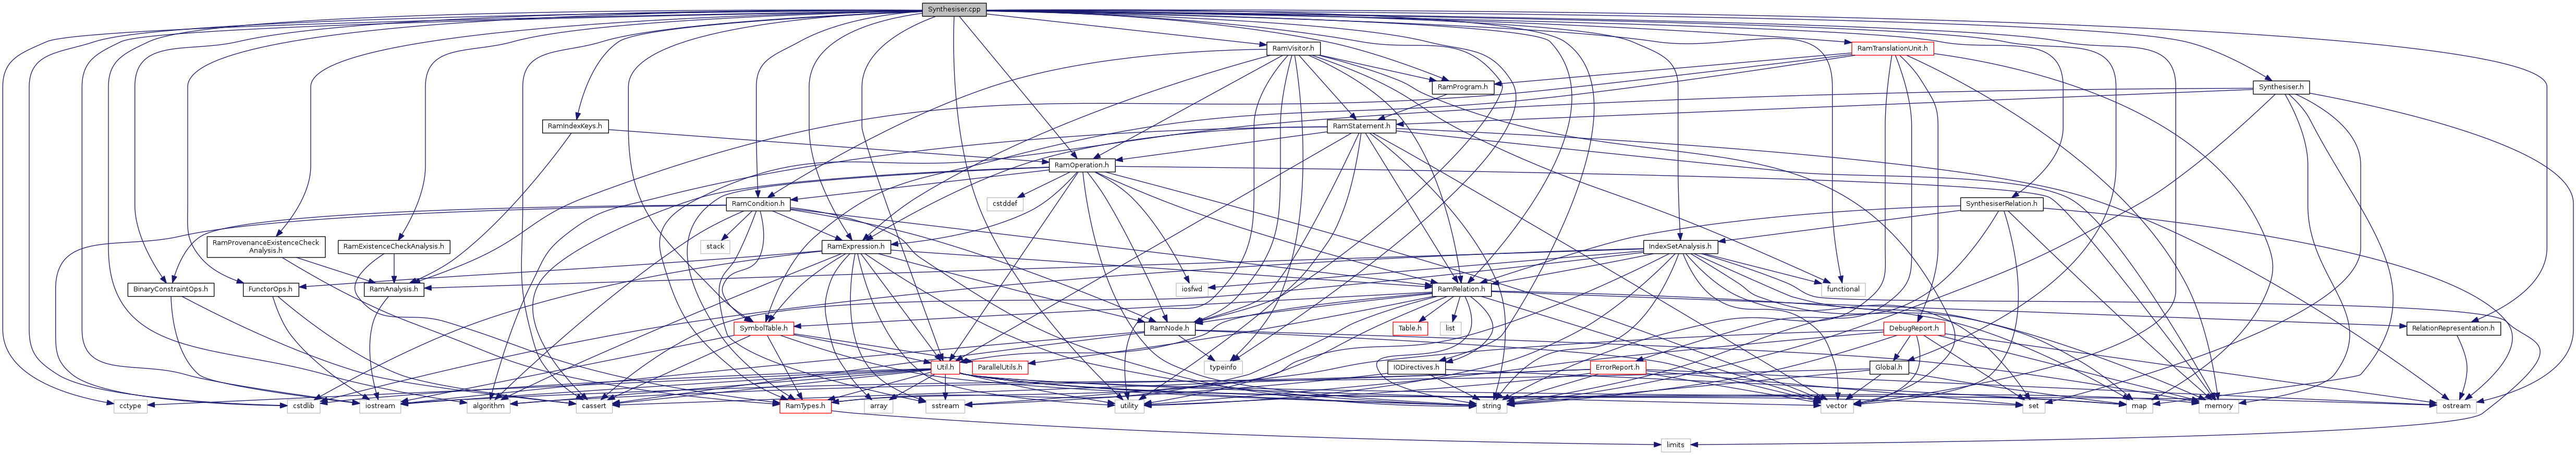 Synthesiser.cpp
RamVisitor.h
RamTranslationUnit.h
RamProgram.h
Synthesiser.h
RamIndexKeys.h
RamStatement.h
RamOperation.h
RamCondition.h
cstddef
SynthesiserRelation.h
RamProvenanceExistenceCheck
Analysis.h
RamExistenceCheckAnalysis.h
stack
RamExpression.h
IndexSetAnalysis.h
BinaryConstraintOps.h
FunctorOps.h
RamAnalysis.h
iosfwd
RamRelation.h
functional
SymbolTable.h
RamNode.h
Table.h
list
DebugReport.h
RelationRepresentation.h
Util.h
ParallelUtils.h
typeinfo
IODirectives.h
ErrorReport.h
Global.h
cctype
cstdlib
iostream
algorithm
cassert
RamTypes.h
array
sstream
utility
string
vector
set
map
memory
ostream
limits